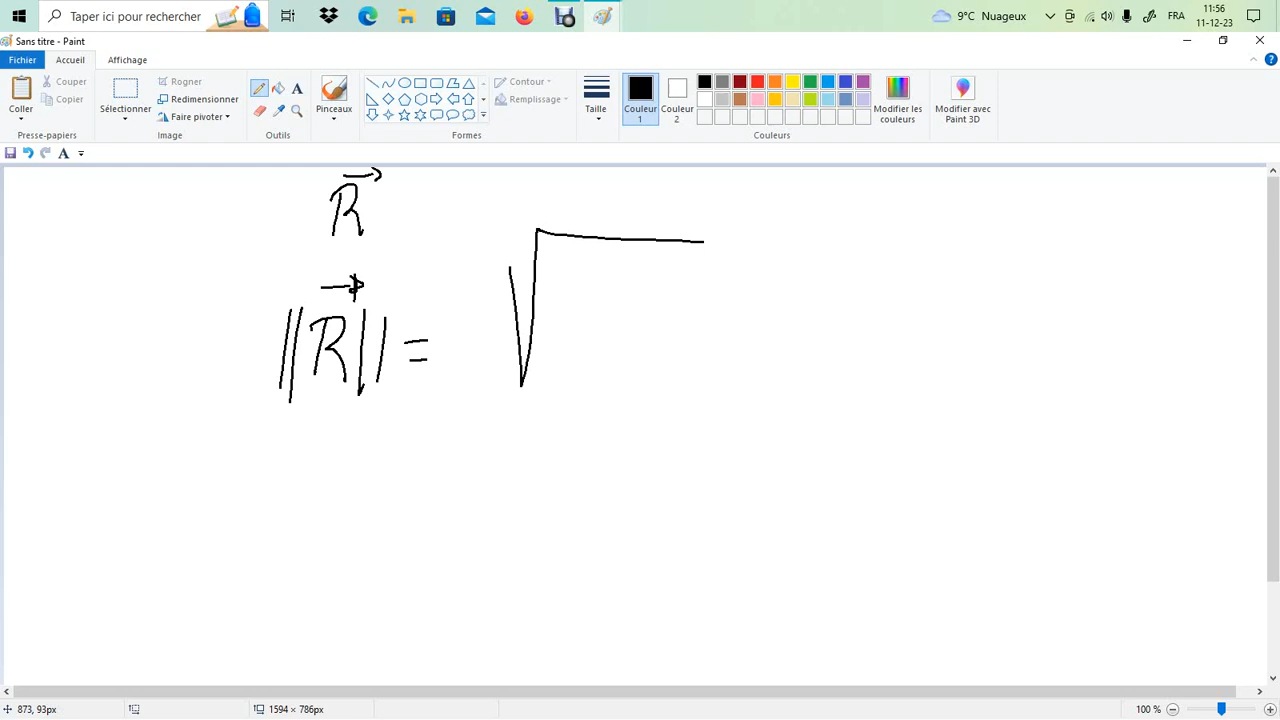 Taper ici pour rechercher
9°C Nuageux
FRA
11:56
11-12-23
Sans titre - Paint
Fichier Accueil Affichage
Coller
Couper
Copier
Presse-papiers
Sélectionner
Rogner
Redimensionner
Faire pivoter
Image
A
Outils
Pinceaux
Formes
Contour
Remplissage
Taille
Couleur 1
Couleur 2
Couleurs
Modifier les couleurs
Modifier avec Paint 3D
A
R⃗
||R⃗|| = √
873, 93px
1594 × 786px
100 %